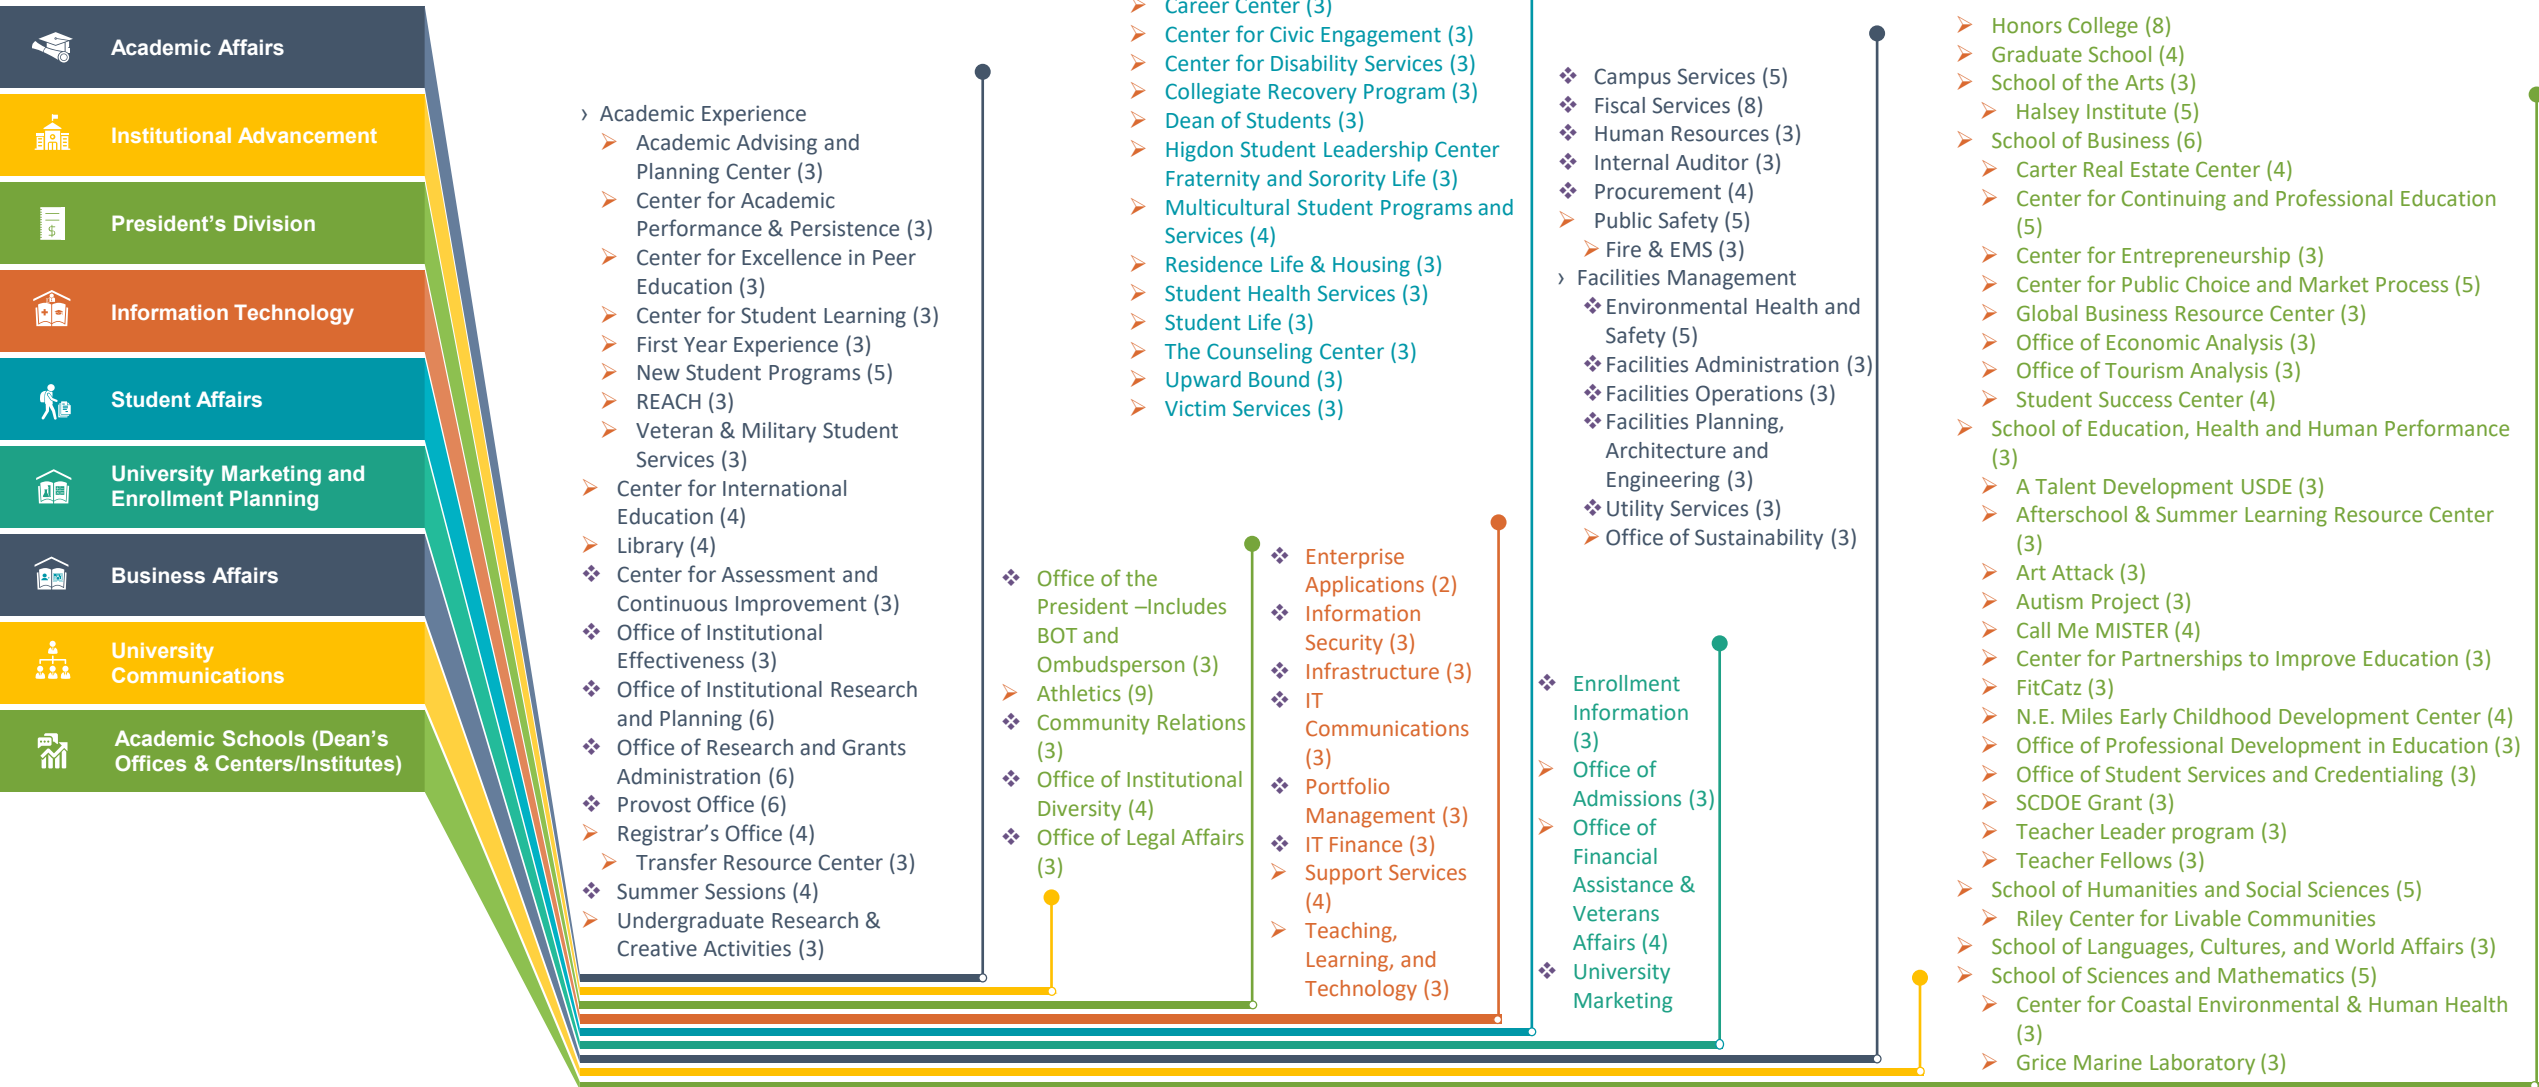 Academic Affairs
Institutional Advancement
President's Division
$
Information Technology
Student Affairs
University Marketing and
Enrollment Planning
Business Affairs
University
Communications
Academic Schools (Dean's
Offices & Centers/Institutes)
› Academic Experience
Academic Advising and
Planning Center (3)
Center for Academic
Performance & Persistence (3)
Center for Excellence in Peer
Education (3)
Center for Student Learning (3)
First Year Experience (3)
New Student Programs (5)
REACH (3)
Veteran & Military Student
Services (3)
Center for International
Education (4)
Library (4)
Center for Assessment and
Continuous Improvement (3)
Office of Institutional
Effectiveness (3)
Office of Institutional Research
and Planning (6)
Office of Research and Grants
Administration (6)
Provost Office (6)
Registrar's Office (4)
Transfer Resource Center (3)
Summer Sessions (4)
Undergraduate Research &
Creative Activities (3)
Office of the
President –Includes
BOT and
Ombudsperson (3)
Athletics (9)
Community Relations
(3)
Office of Institutional
Diversity (4)
Office of Legal Affairs
(3)
Career Center (3)
Center for Civic Engagement (3)
Center for Disability Services (3)
Collegiate Recovery Program (3)
Dean of Students (3)
Higdon Student Leadership Center
Fraternity and Sorority Life (3)
Multicultural Student Programs and
Services (4)
Residence Life & Housing (3)
Student Health Services (3)
Student Life (3)
The Counseling Center (3)
Upward Bound (3)
Victim Services (3)
Enterprise
Applications (2)
Information
Security (3)
Infrastructure (3)
IT
Communications
(3)
Portfolio
Management (3)
IT Finance (3)
Support Services
(4)
Teaching,
Learning, and
Technology (3)
Campus Services (5)
Fiscal Services (8)
Human Resources (3)
Internal Auditor (3)
Procurement (4)
Public Safety (5)
Fire & EMS (3)
› Facilities Management
Environmental Health and
Safety (5)
Facilities Administration (3)
Facilities Operations (3)
Facilities Planning,
Architecture and
Engineering (3)
Utility Services (3)
Office of Sustainability (3)
Enrollment
Information
(3)
Office of
Admissions (3)
Office of
Financial
Assistance &
Veterans
Affairs (4)
University
Marketing
Honors College (8)
Graduate School (4)
School of the Arts (3)
Halsey Institute (5)
School of Business (6)
Carter Real Estate Center (4)
Center for Continuing and Professional Education
(5)
Center for Entrepreneurship (3)
Center for Public Choice and Market Process (5)
Global Business Resource Center (3)
Office of Economic Analysis (3)
Office of Tourism Analysis (3)
Student Success Center (4)
School of Education, Health and Human Performance
(3)
A Talent Development USDE (3)
Afterschool & Summer Learning Resource Center
(3)
Art Attack (3)
Autism Project (3)
Call Me MISTER (4)
Center for Partnerships to Improve Education (3)
FitCatz (3)
N.E. Miles Early Childhood Development Center (4)
Office of Professional Development in Education (3)
Office of Student Services and Credentialing (3)
SCDOE Grant (3)
Teacher Leader program (3)
Teacher Fellows (3)
School of Humanities and Social Sciences (5)
Riley Center for Livable Communities
School of Languages, Cultures, and World Affairs (3)
School of Sciences and Mathematics (5)
Center for Coastal Environmental & Human Health
(3)
Grice Marine Laboratory (3)